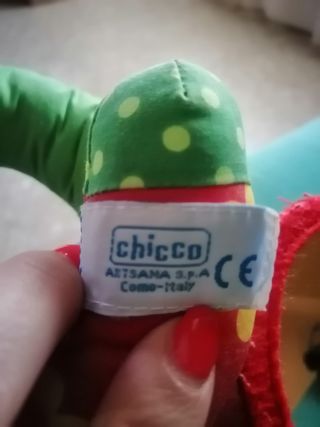 chicco
ARTSANA S.P.A
Como-Italy
CE